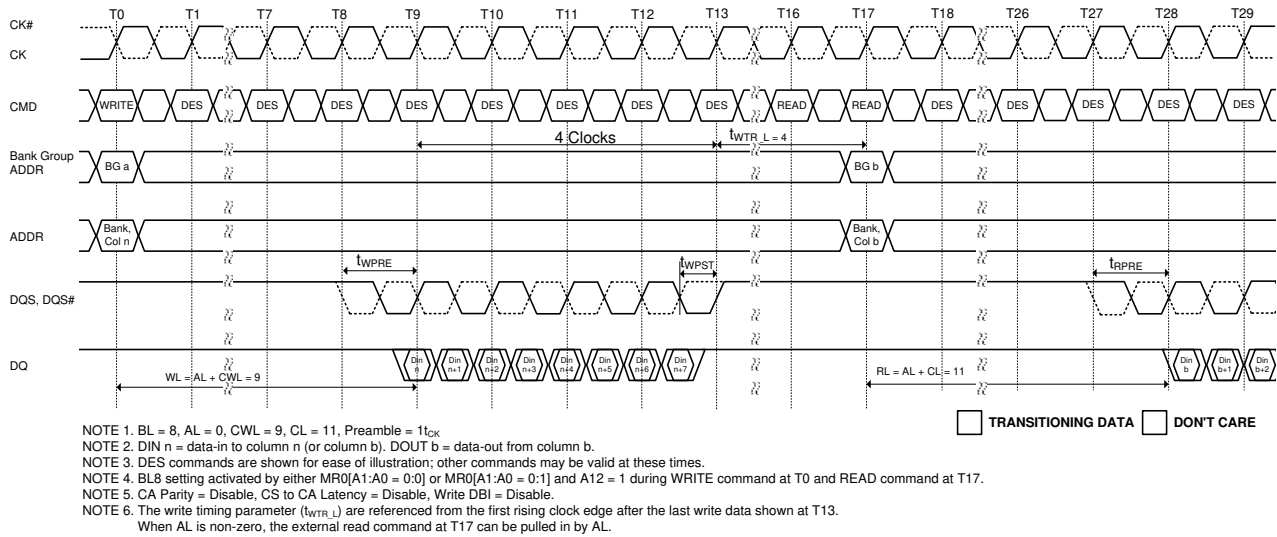 T0 T1 T7 T8 T9 T10 T11 T12 T13 T16 T17 T18 T26 T27 T28 T29
CK#
CK
CMD
WRITE DES DES DES DES DES DES DES DES READ READ DES DES DES DES DES
4 Clocks
tWTR_L = 4
Bank Group
ADDR
BG a
BG b
ADDR
Bank,
Col n
Bank,
Col b
tWPRE
tWPST
tRPRE
DQS, DQS#
DQ
Din
n
Din
n+1
Din
n+2
Din
n+3
Din
n+4
Din
n+5
Din
n+6
Din
n+7
Din
b
Din
b+1
Din
b+2
WL = AL + CWL = 9
RL = AL + CL = 11
TRANSITIONING DATA
DON'T CARE
NOTE 1. BL = 8, AL = 0, CWL = 9, CL = 11, Preamble = 1tCK
NOTE 2. DIN n = data-in to column n (or column b). DOUT b = data-out from column b.
NOTE 3. DES commands are shown for ease of illustration; other commands may be valid at these times.
NOTE 4. BL8 setting activated by either MR0[A1:A0 = 0:0] or MR0[A1:A0 = 0:1] and A12 = 1 during WRITE command at T0 and READ command at T17.
NOTE 5. CA Parity = Disable, CS to CA Latency = Disable, Write DBI = Disable.
NOTE 6. The write timing parameter (tWTR_L) are referenced from the first rising clock edge after the last write data shown at T13.
When AL is non-zero, the external read command at T17 can be pulled in by AL.